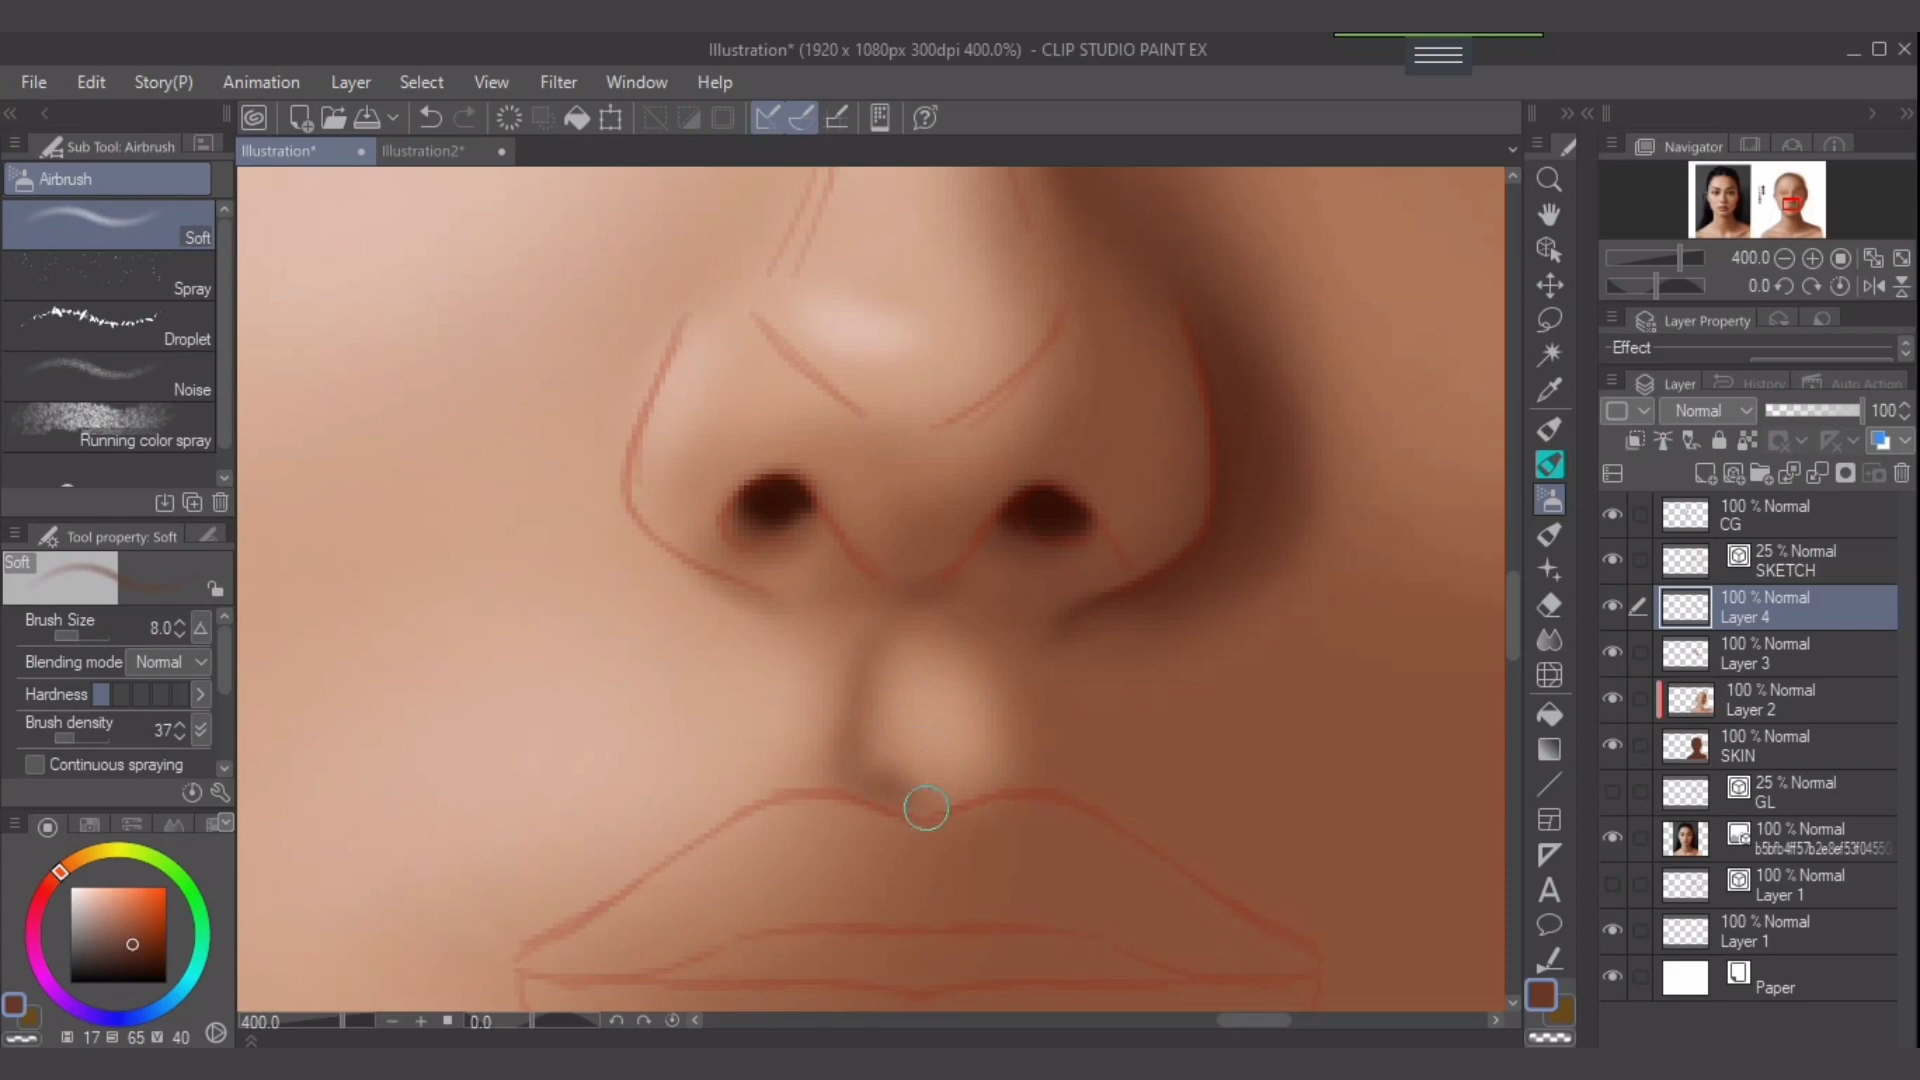 Illustration* (1920 x 1080px 300dpi 400.0%) - CLIP STUDIO PAINT EX
File Edit Story(P) Animation Layer Select View Filter Window Help
Sub Tool: Airbrush
Illustration*
Illustration2*
Airbrush
Soft
Spray
Droplet
Noise
Running color spray
Tool property: Soft
Soft
Brush Size 8.0
Blending mode Normal
Hardness
Brush density 37
Continuous spraying
17 65 40
400.0
0.0
Navigator
400.0
0.0
Layer Property
Effect
Layer History Auto Action
Normal 100
100 % Normal
CG
25 % Normal
SKETCH
100 % Normal
Layer 4
100 % Normal
Layer 3
100 % Normal
Layer 2
100 % Normal
SKIN
25 % Normal
GL
100 % Normal
b5bfb4ff57b2e8ef53f04550
100 % Normal
Layer 1
100 % Normal
Layer 1
Paper